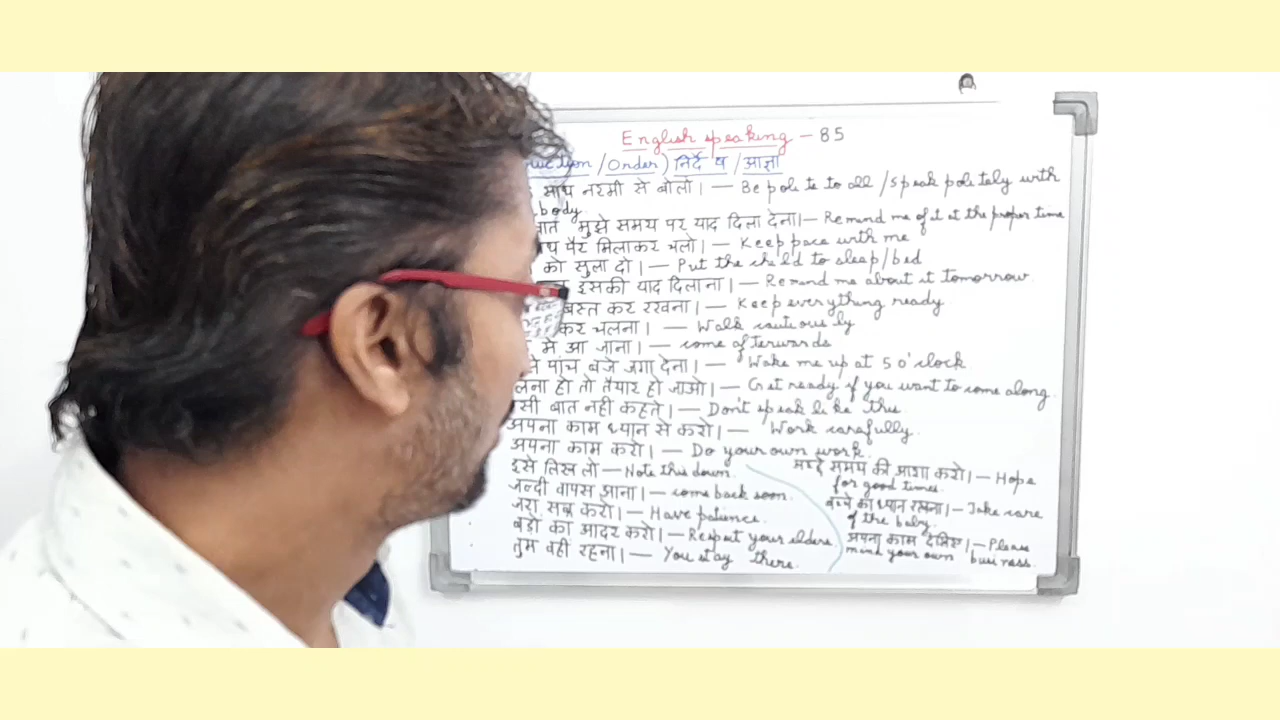 English speaking - 85
/Order) निर्देष / आज्ञा
साथ नरमी से बोलो। — Be polite to all / speak politely with
body
बात मुझे समय पर याद दिला देना। — Remind me of it at the proper time
पैर मिलाकर चलो। — Keep pace with me
को सुला दो। — Put the child to sleep/bed
इसकी याद दिलाना। — Remind me about it tomorrow.
कर रखना। — Keep everything ready
कर चलना। — Walk cautiously
मे आ जाना। — come afterwards
पांच बजे जगा देना। — Wake me up at 5 o'clock
हो तो तैयार हो जाओ। — Get ready if you want to come along.
बात नही कहते। — Don't speak like this.
अपना काम ध्यान से करो। — Work carefully.
अपना काम करो। — Do your own work.
इसे लिख लो — Note this down.
जल्दी वापस आना। — come back soon.
जरा सब्र करो। — Have patience.
बड़ो का आदर करो। — Respect your elders
तुम वही रहना। — You stay there.
समय की आशा करो। — Hope
for good times.
बच्चे का ध्यान रखना। — Take care
of the baby.
अपना काम देखिए। — Please
mind your own business.